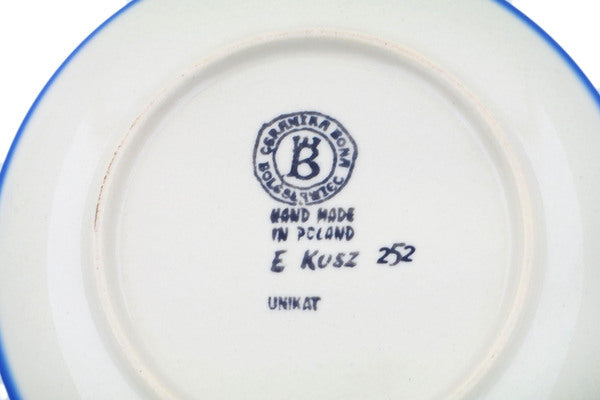 CERAMIKA BONA
B
BOLESŁAWIEC
HAND MADE
IN POLAND
E KUSZ 252
UNIKAT